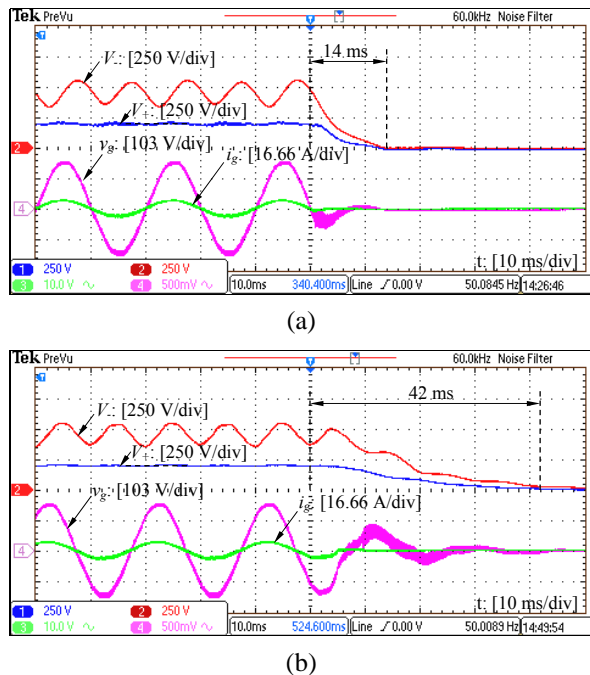 Tek PreVu 60.0kHz Noise Filter
V-: [250 V/div]
14 ms
V+: [250 V/div]
vg: [103 V/div]
ig: [16.66 A/div]
2
4
t: [10 ms/div]
1 250 V 2 250 V
3 10.0 V 4 500mV 10.0ms 340.400ms Line 0.00 V 50.0845 Hz 14:26:46
(a)
Tek PreVu 60.0kHz Noise Filter
42 ms
V-: [250 V/div]
V+: [250 V/div]
vg: [103 V/div]
ig: [16.66 A/div]
2
4
t: [10 ms/div]
1 250 V 2 250 V
3 10.0 V 4 500mV 10.0ms 524.600ms Line 0.00 V 50.0089 Hz 14:49:54
(b)